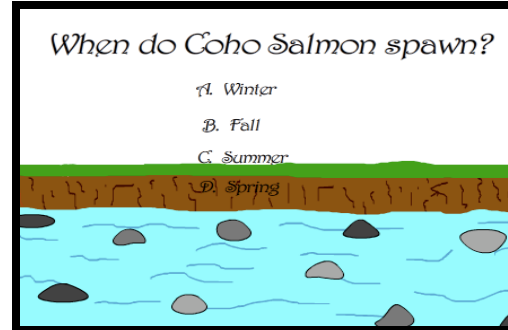 When do Coho Salmon spawn?
A. Winter
B. Fall
C. Summer
D. Spring